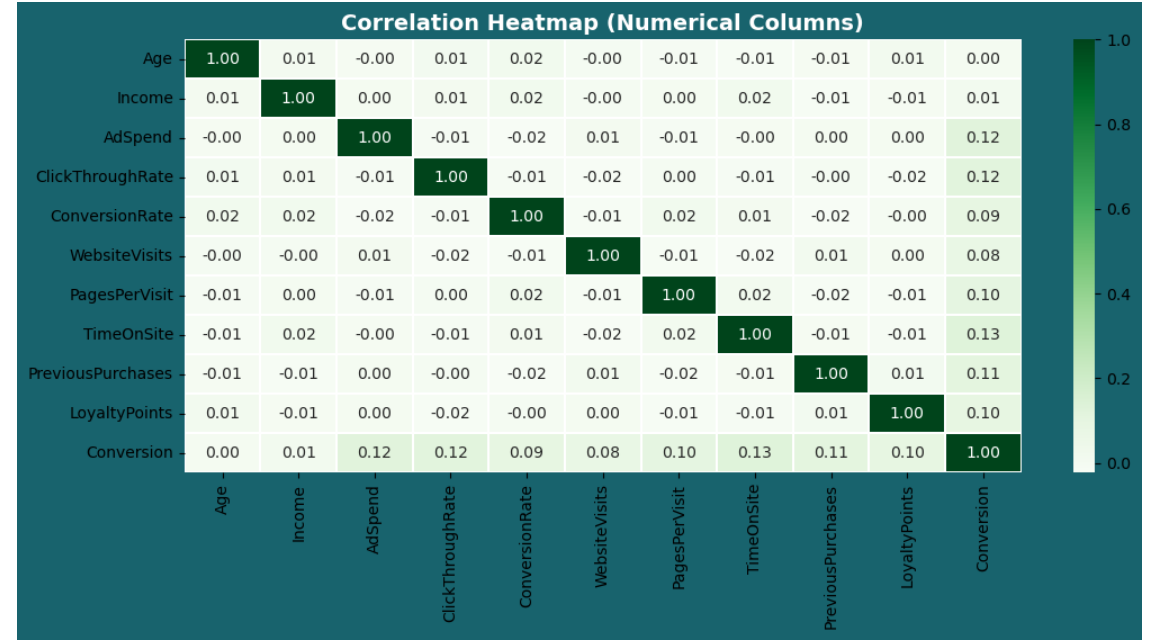 Correlation Heatmap (Numerical Columns)
Age 1.00 0.01 -0.00 0.01 0.02 -0.00 -0.01 -0.01 -0.01 0.01 0.00
Income 0.01 1.00 0.00 0.01 0.02 -0.00 0.00 0.02 -0.01 -0.01 0.01
AdSpend -0.00 0.00 1.00 -0.01 -0.02 0.01 -0.01 -0.00 0.00 0.00 0.12
ClickThroughRate 0.01 0.01 -0.01 1.00 -0.01 -0.02 0.00 -0.01 -0.00 -0.02 0.12
ConversionRate 0.02 0.02 -0.02 -0.01 1.00 -0.01 0.02 0.01 -0.02 -0.00 0.09
WebsiteVisits -0.00 -0.00 0.01 -0.02 -0.01 1.00 -0.01 -0.02 0.01 0.00 0.08
PagesPerVisit -0.01 0.00 -0.01 0.00 0.02 -0.01 1.00 0.02 -0.02 -0.01 0.10
TimeOnSite -0.01 0.02 -0.00 -0.01 0.01 -0.02 0.02 1.00 -0.01 -0.01 0.13
PreviousPurchases -0.01 -0.01 0.00 -0.00 -0.02 0.01 -0.02 -0.01 1.00 0.01 0.11
LoyaltyPoints 0.01 -0.01 0.00 -0.02 -0.00 0.00 -0.01 -0.01 0.01 1.00 0.10
Conversion 0.00 0.01 0.12 0.12 0.09 0.08 0.10 0.13 0.11 0.10 1.00
Age
Income
AdSpend
ClickThroughRate
ConversionRate
WebsiteVisits
PagesPerVisit
TimeOnSite
PreviousPurchases
LoyaltyPoints
Conversion
1.0
0.8
0.6
0.4
0.2
0.0